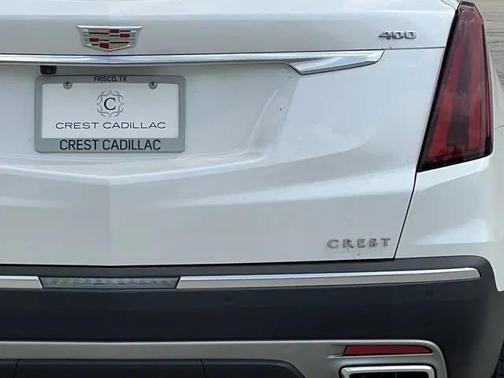 400
FRISCO, TX
C
CREST CADILLAC
CREST CADILLAC
CREST